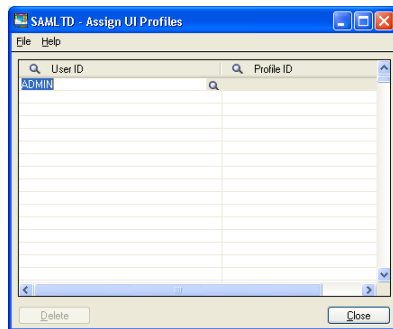 SAMLTD - Assign UI Profiles
File Help
User ID Profile ID
ADMIN
Delete Close